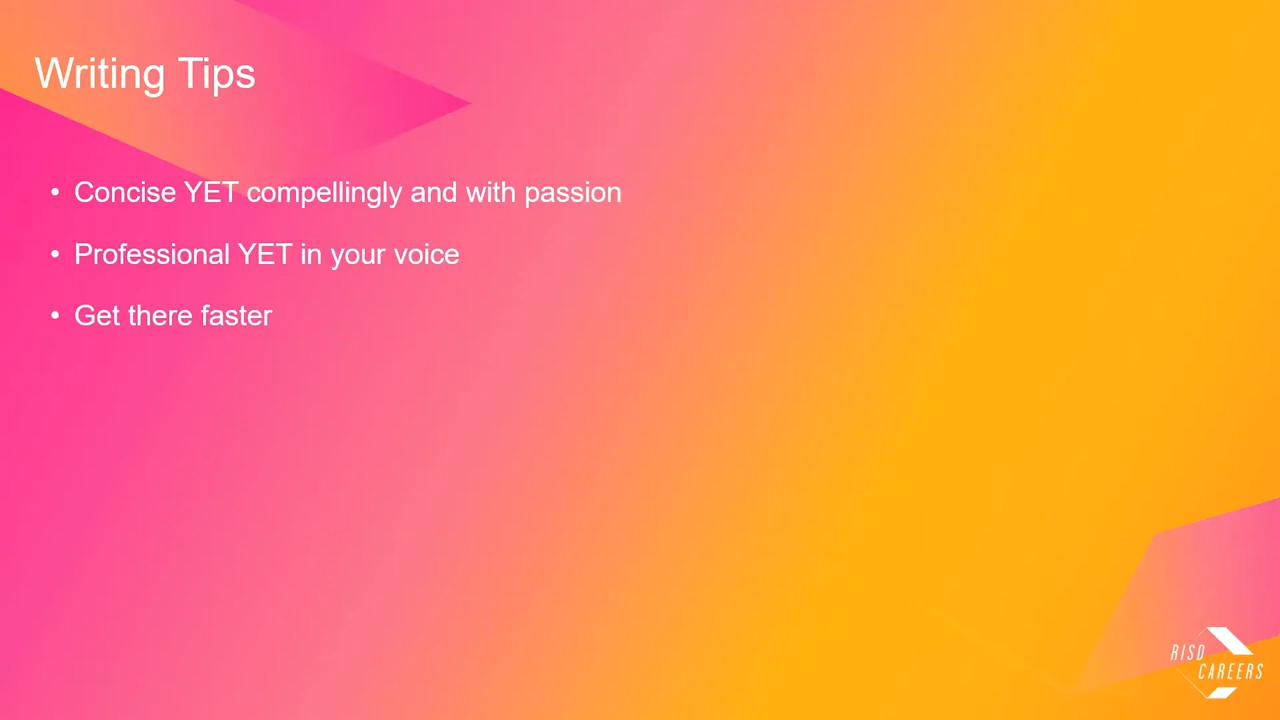 Writing Tips
• Concise YET compellingly and with passion
• Professional YET in your voice
• Get there faster
RISD
CAREERS